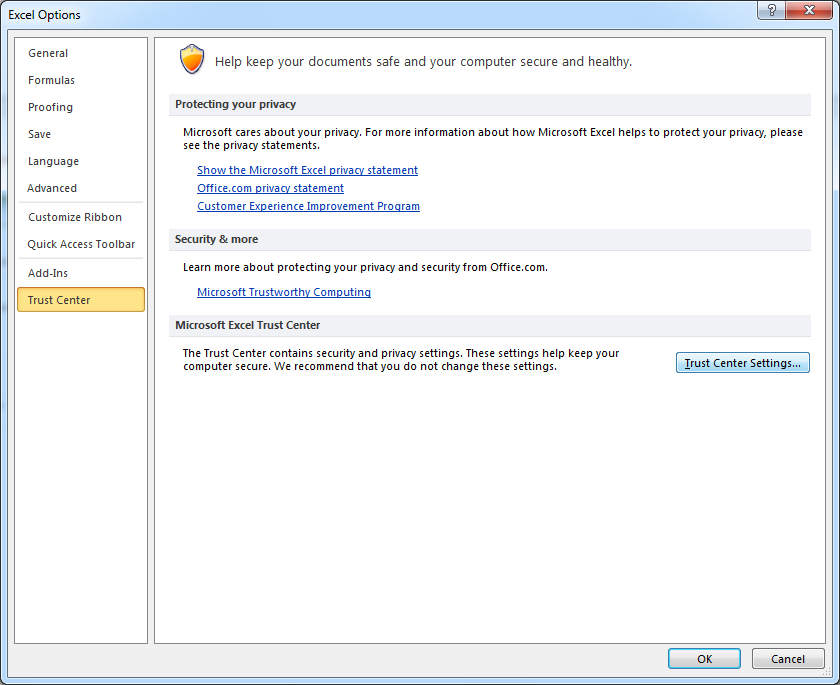 Excel Options
General
Formulas
Proofing
Save
Language
Advanced
Customize Ribbon
Quick Access Toolbar
Add-Ins
Trust Center
Help keep your documents safe and your computer secure and healthy.
Protecting your privacy
Microsoft cares about your privacy. For more information about how Microsoft Excel helps to protect your privacy, please
see the privacy statements.
Show the Microsoft Excel privacy statement
Office.com privacy statement
Customer Experience Improvement Program
Security & more
Learn more about protecting your privacy and security from Office.com.
Microsoft Trustworthy Computing
Microsoft Excel Trust Center
The Trust Center contains security and privacy settings. These settings help keep your
computer secure. We recommend that you do not change these settings.
Trust Center Settings...
OK
Cancel